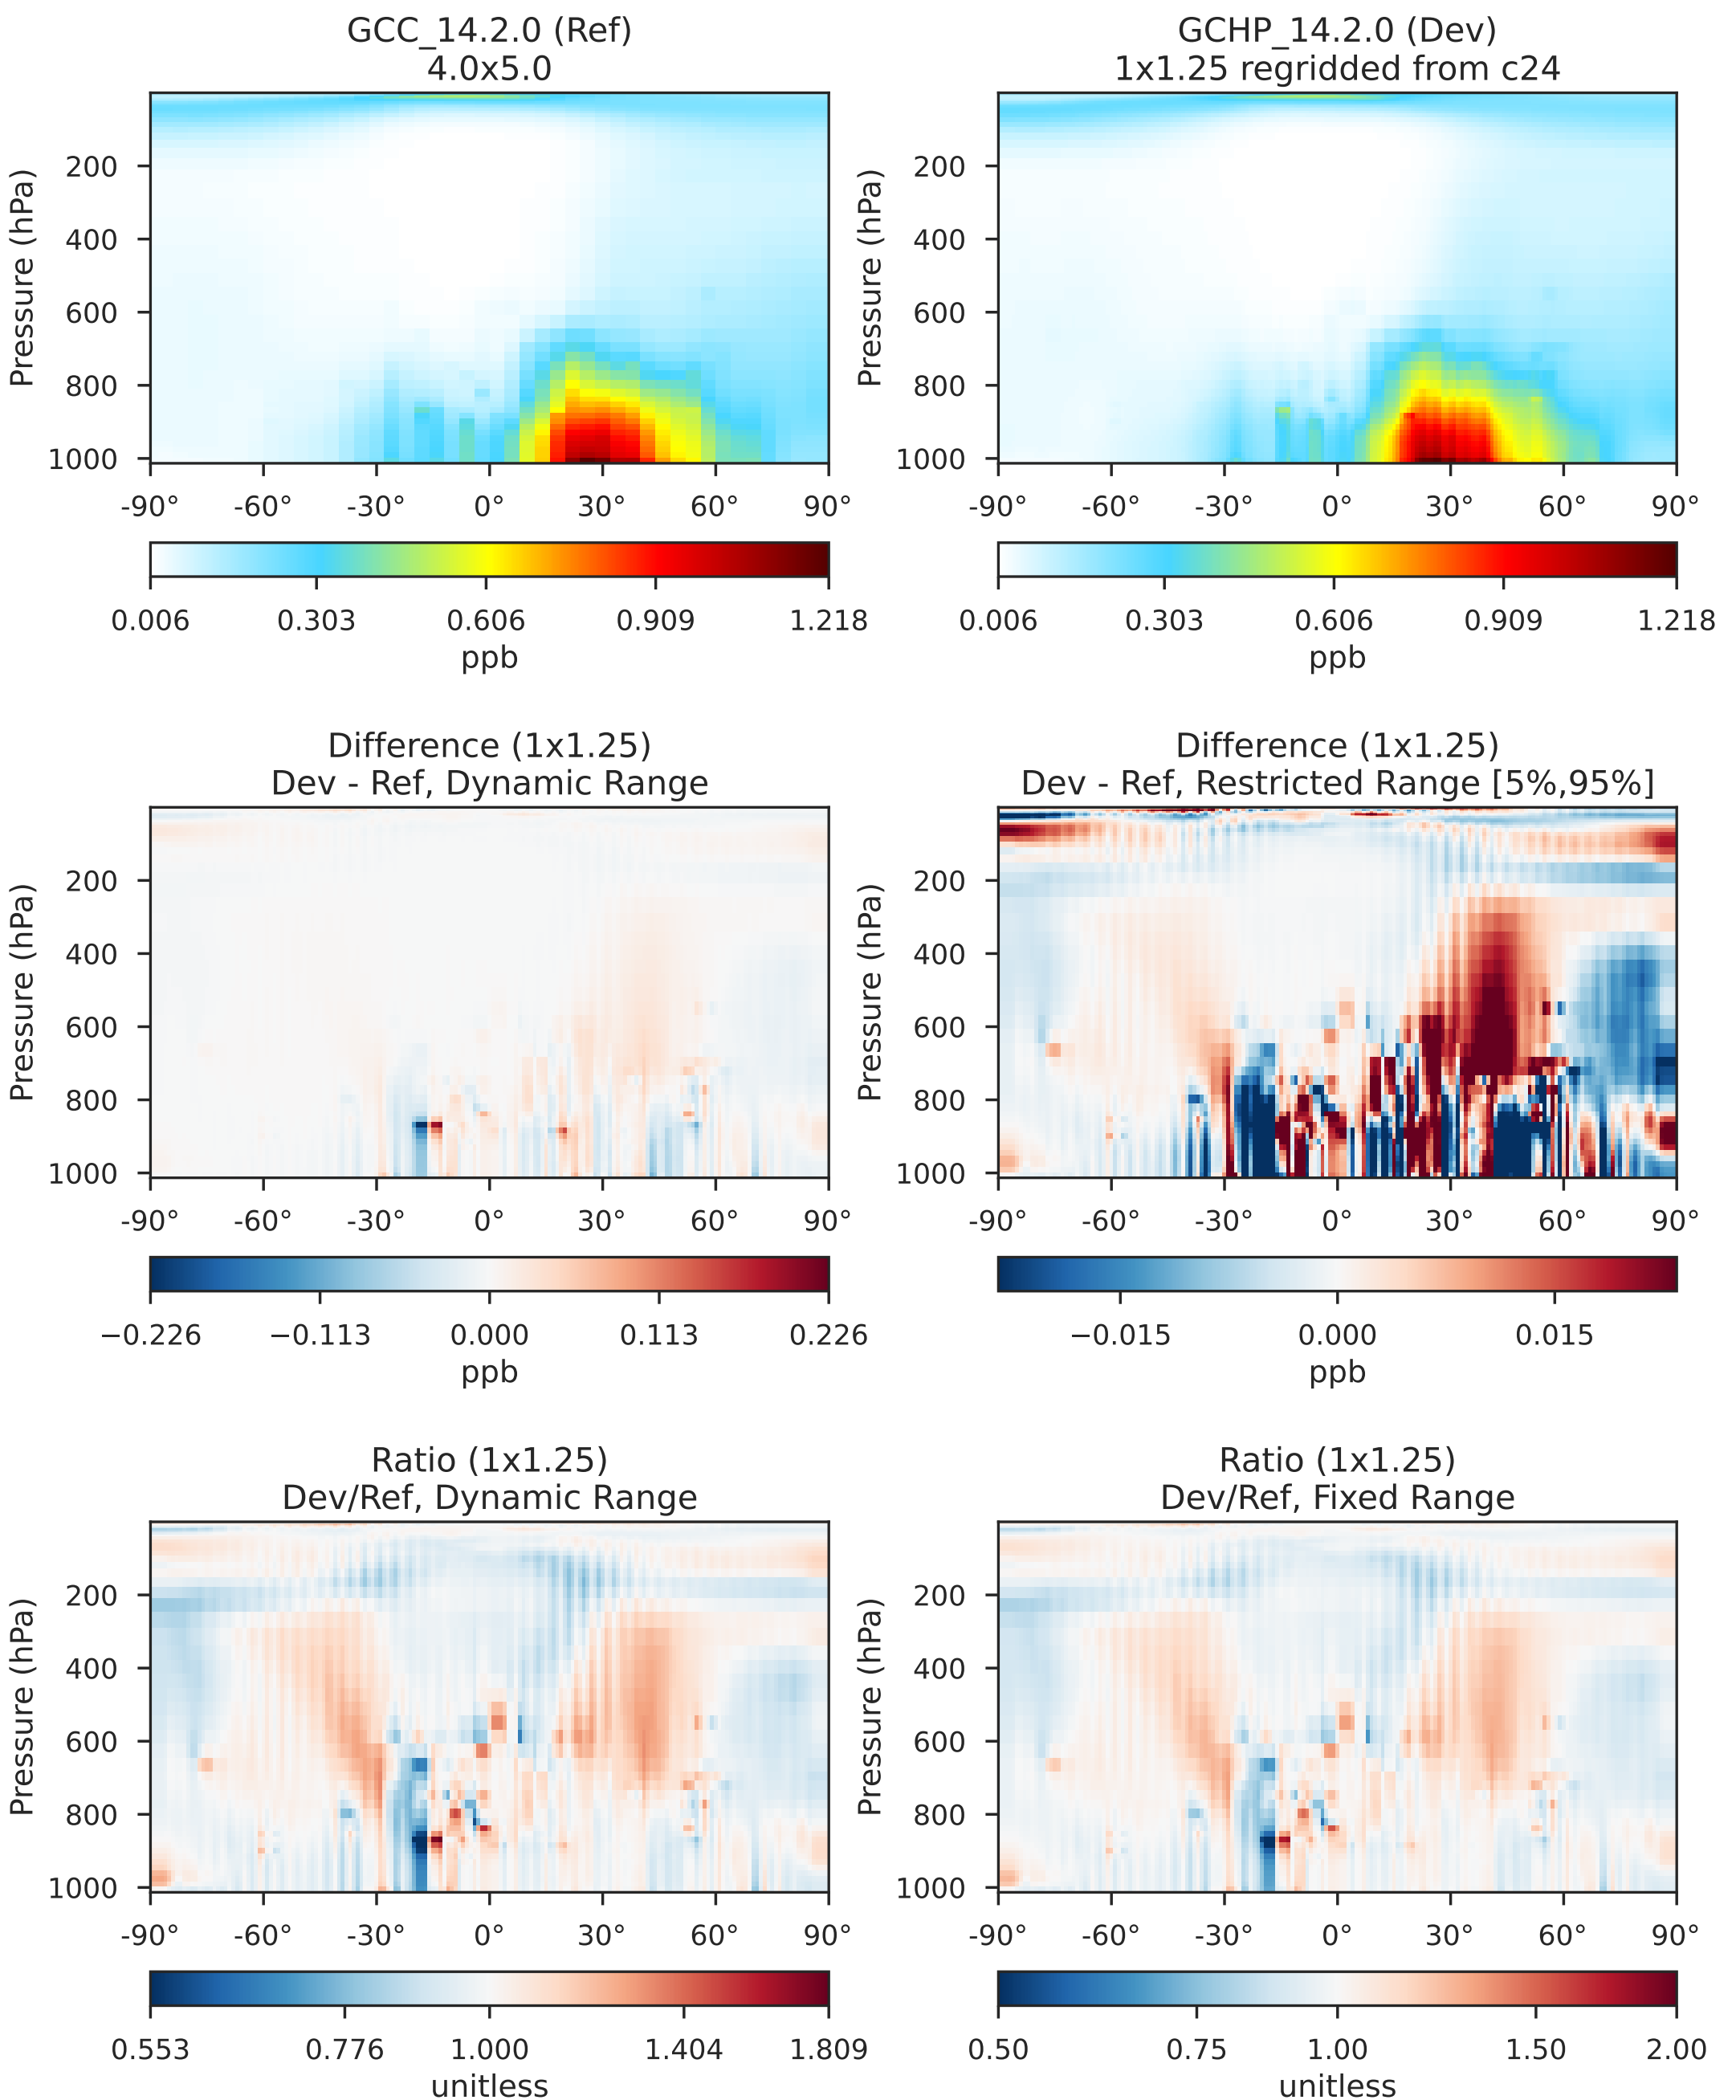 GCC_14.2.0 (Ref)
4.0x5.0
Pressure (hPa)
200
400
600
800
1000
-90° -60° -30° 0° 30° 60° 90°
0.006 0.303 0.606 0.909 1.218
ppb
GCHP_14.2.0 (Dev)
1x1.25 regridded from c24
Pressure (hPa)
200
400
600
800
1000
-90° -60° -30° 0° 30° 60° 90°
0.006 0.303 0.606 0.909 1.218
ppb
Difference (1x1.25)
Dev - Ref, Dynamic Range
Pressure (hPa)
200
400
600
800
1000
-90° -60° -30° 0° 30° 60° 90°
−0.226 −0.113 0.000 0.113 0.226
ppb
Difference (1x1.25)
Dev - Ref, Restricted Range [5%,95%]
Pressure (hPa)
200
400
600
800
1000
-90° -60° -30° 0° 30° 60° 90°
−0.015 0.000 0.015
ppb
Ratio (1x1.25)
Dev/Ref, Dynamic Range
Pressure (hPa)
200
400
600
800
1000
-90° -60° -30° 0° 30° 60° 90°
0.553 0.776 1.000 1.404 1.809
unitless
Ratio (1x1.25)
Dev/Ref, Fixed Range
Pressure (hPa)
200
400
600
800
1000
-90° -60° -30° 0° 30° 60° 90°
0.50 0.75 1.00 1.50 2.00
unitless